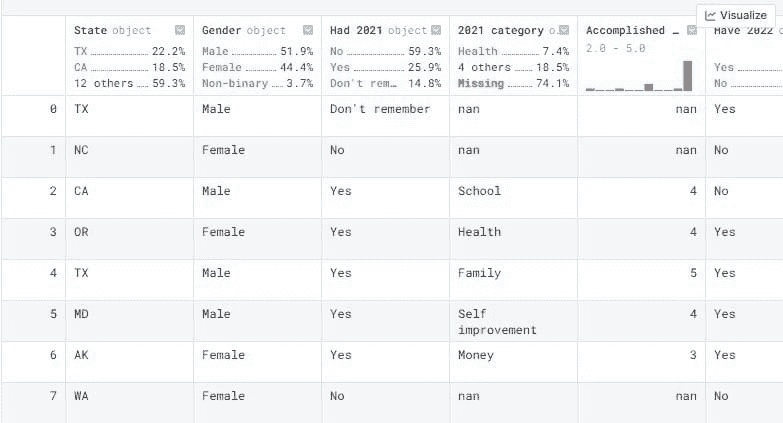 Visualize
State object Gender object Had 2021 object 2021 category o… Accomplished … Have 2022 o
TX 22.2% Male 51.9% No 59.3% Health 7.4% 2.0 - 5.0
CA 18.5% Female 44.4% Yes 25.9% 4 others 18.5% Yes
12 others 59.3% Non-binary 3.7% Don't rem… 14.8% Missing 74.1% No
0 TX Male Don't remember nan nan Yes
1 NC Female No nan nan No
2 CA Male Yes School 4 No
3 OR Female Yes Health 4 Yes
4 TX Male Yes Family 5 Yes
5 MD Male Yes Self 4 Yes
improvement
6 AK Female Yes Money 3 Yes
7 WA Female No nan nan No